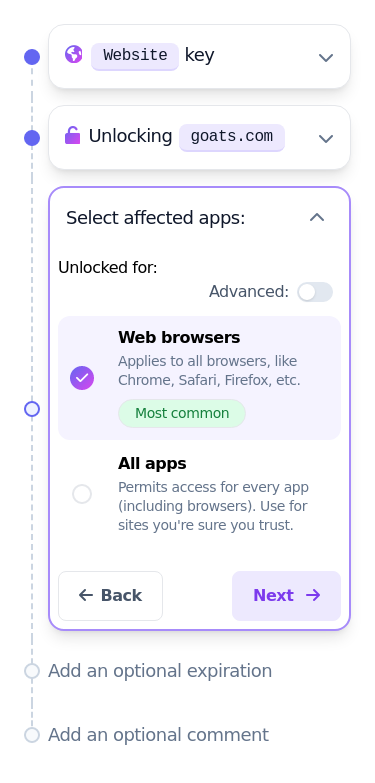 Website key
Unlocking goats.com
Select affected apps:
Unlocked for:
Advanced:
Web browsers
Applies to all browsers, like
Chrome, Safari, Firefox, etc.
Most common
All apps
Permits access for every app
(including browsers). Use for
sites you're sure you trust.
Back
Next
Add an optional expiration
Add an optional comment